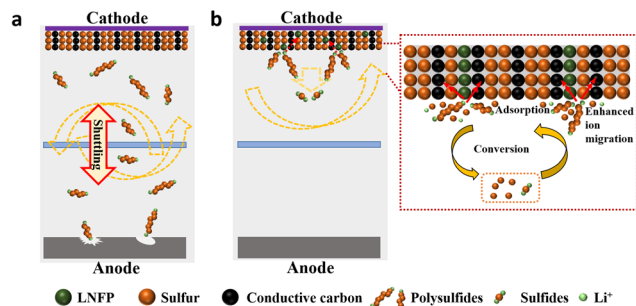 a
Cathode
Shuttling
Anode
b
Cathode
Anode
Adsorption
Enhanced
ion
migration
Conversion
LNFP
Sulfur
Conductive carbon
Polysulfides
Sulfides
Li⁺